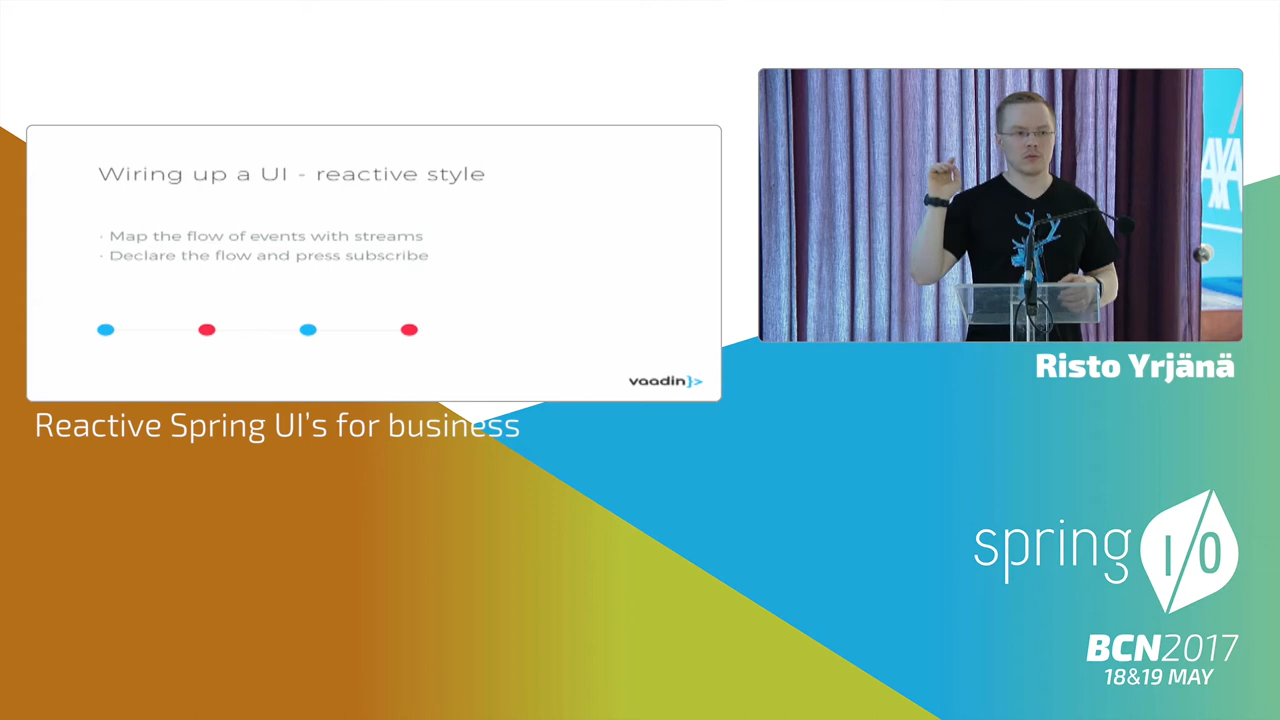 Wiring up a UI - reactive style
· Map the flow of events with streams
· Declare the flow and press subscribe
vaadin}>
AXA
Risto Yrjänä
Reactive Spring UI's for business
spring I/O
BCN2017
18&19 MAY